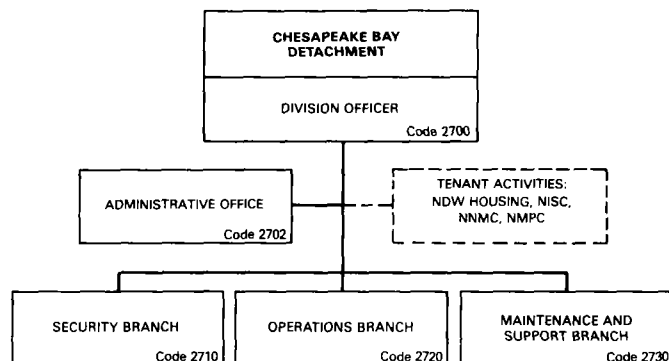 CHESAPEAKE BAY
DETACHMENT
DIVISION OFFICER
Code 2700
ADMINISTRATIVE OFFICE
Code 2702
TENANT ACTIVITIES:
NDW HOUSING, NISC,
NNMC, NMPC
SECURITY BRANCH
Code 2710
OPERATIONS BRANCH
Code 2720
MAINTENANCE AND
SUPPORT BRANCH
Code 2730